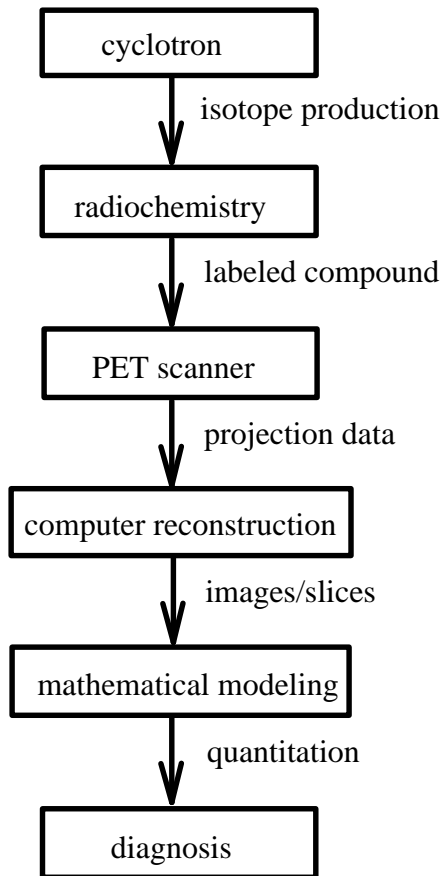 cyclotron
isotope production
radiochemistry
labeled compound
PET scanner
projection data
computer reconstruction
images/slices
mathematical modeling
quantitation
diagnosis